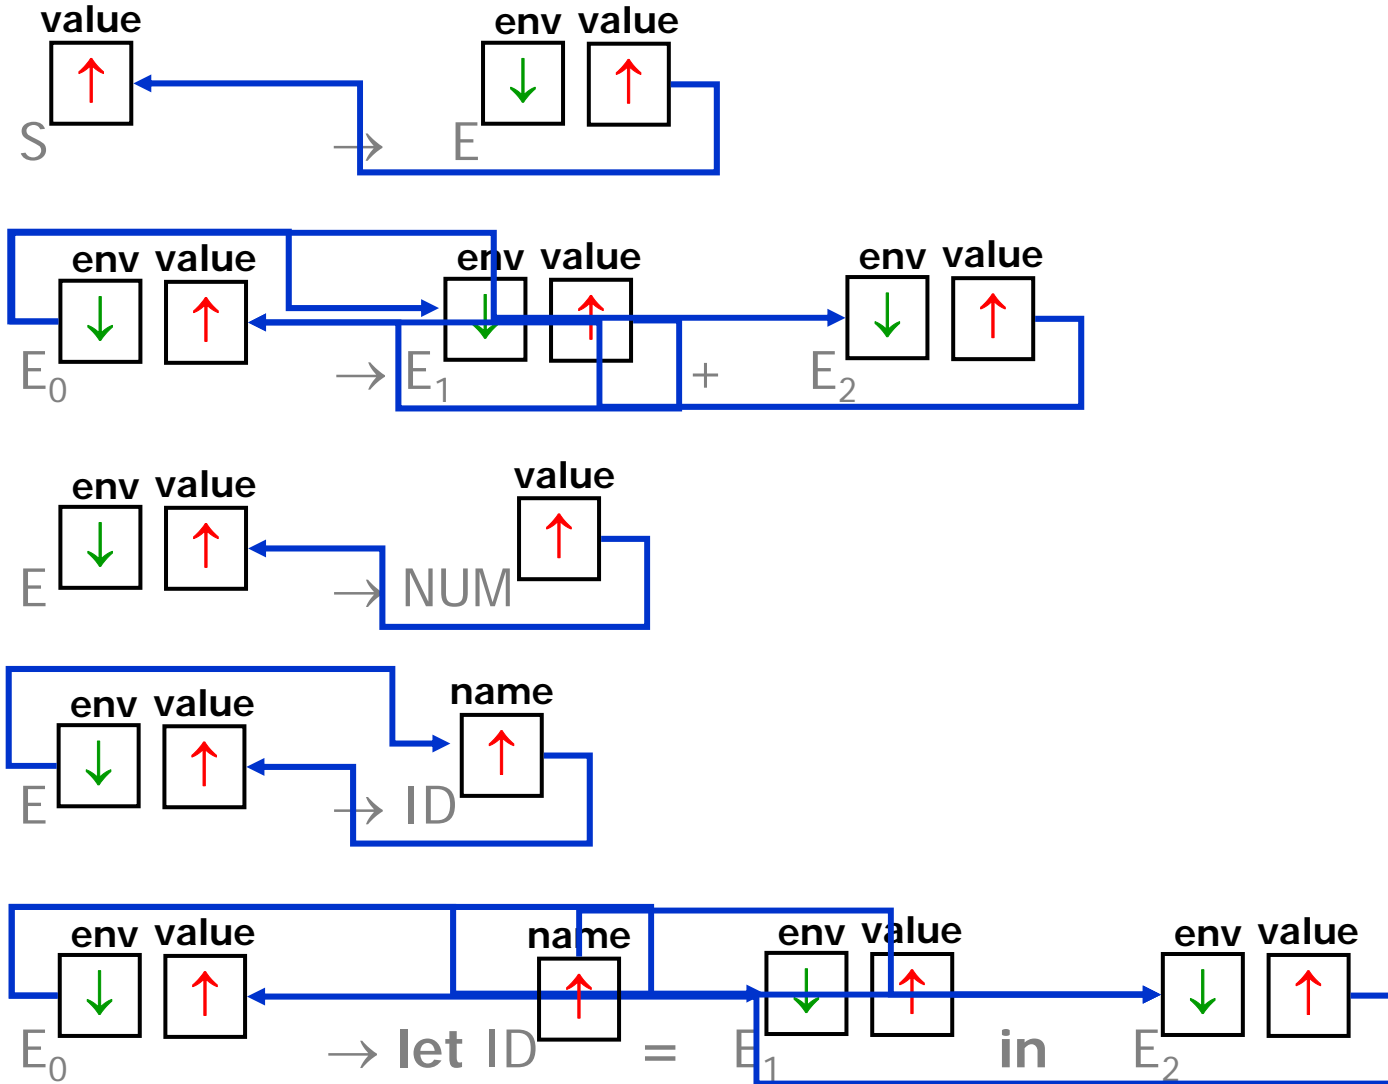 value env value
S → E
env value env value env value
E0 → E1 + E2
env value value
E → NUM
env value name
E → ID
env value name env value env value
E0 → let ID = E1 in E2